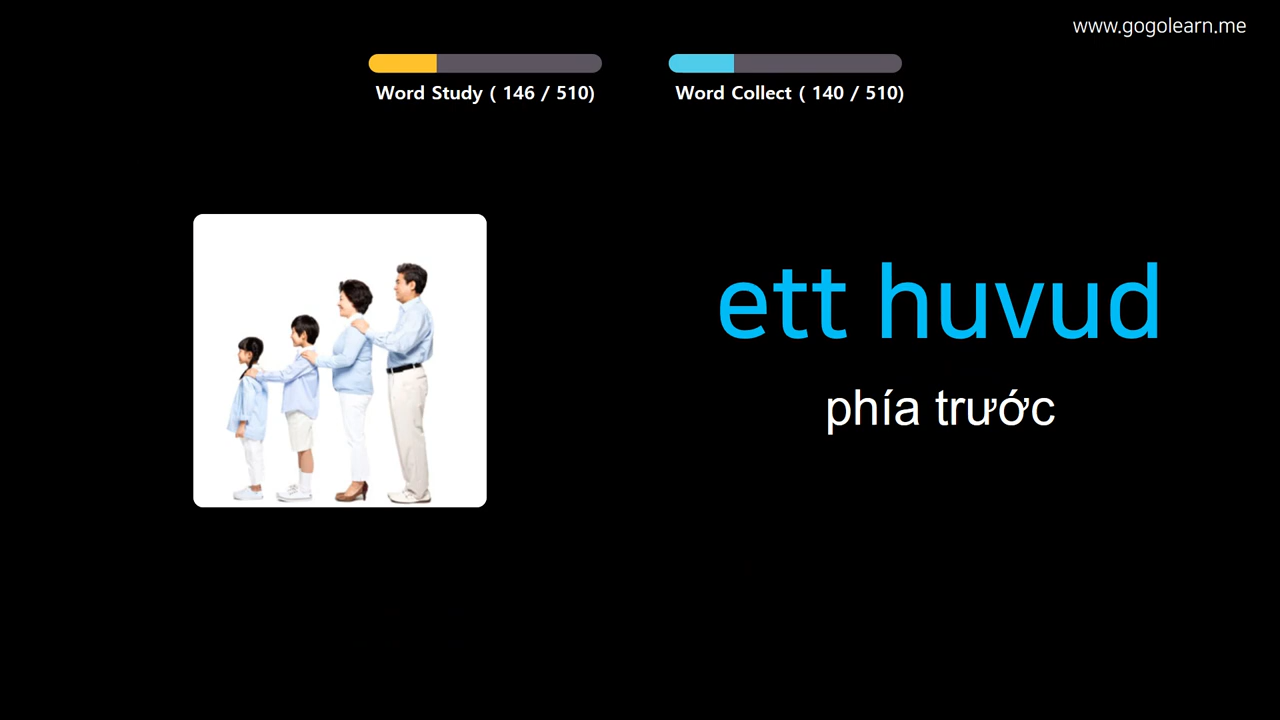 www.gogolearn.me
Word Study ( 146 / 510)
Word Collect ( 140 / 510)
ett huvud
phía trước